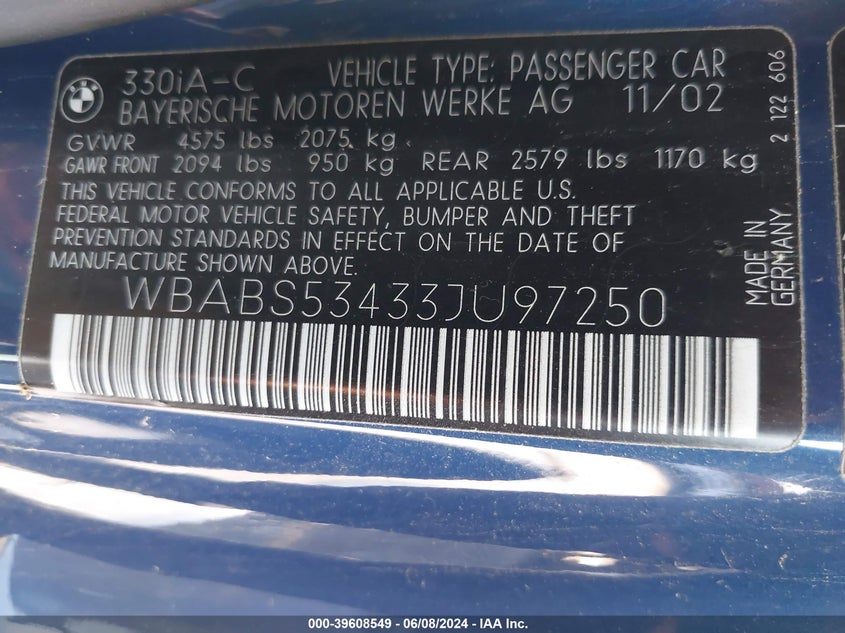 330iA-C VEHICLE TYPE: PASSENGER CAR
BAYERISCHE MOTOREN WERKE AG 11/02
GVWR 4575 lbs 2075 kg
GAWR FRONT 2094 lbs 950 kg REAR 2579 lbs 1170 kg
THIS VEHICLE CONFORMS TO ALL APPLICABLE U.S.
FEDERAL MOTOR VEHICLE SAFETY, BUMPER AND THEFT
PREVENTION STANDARDS IN EFFECT ON THE DATE OF
MANUFACTURE SHOWN ABOVE.
WBABS53433JU97250
2 122 606
MADE IN
GERMANY
000-39608549 - 06/08/2024 - IAA Inc.